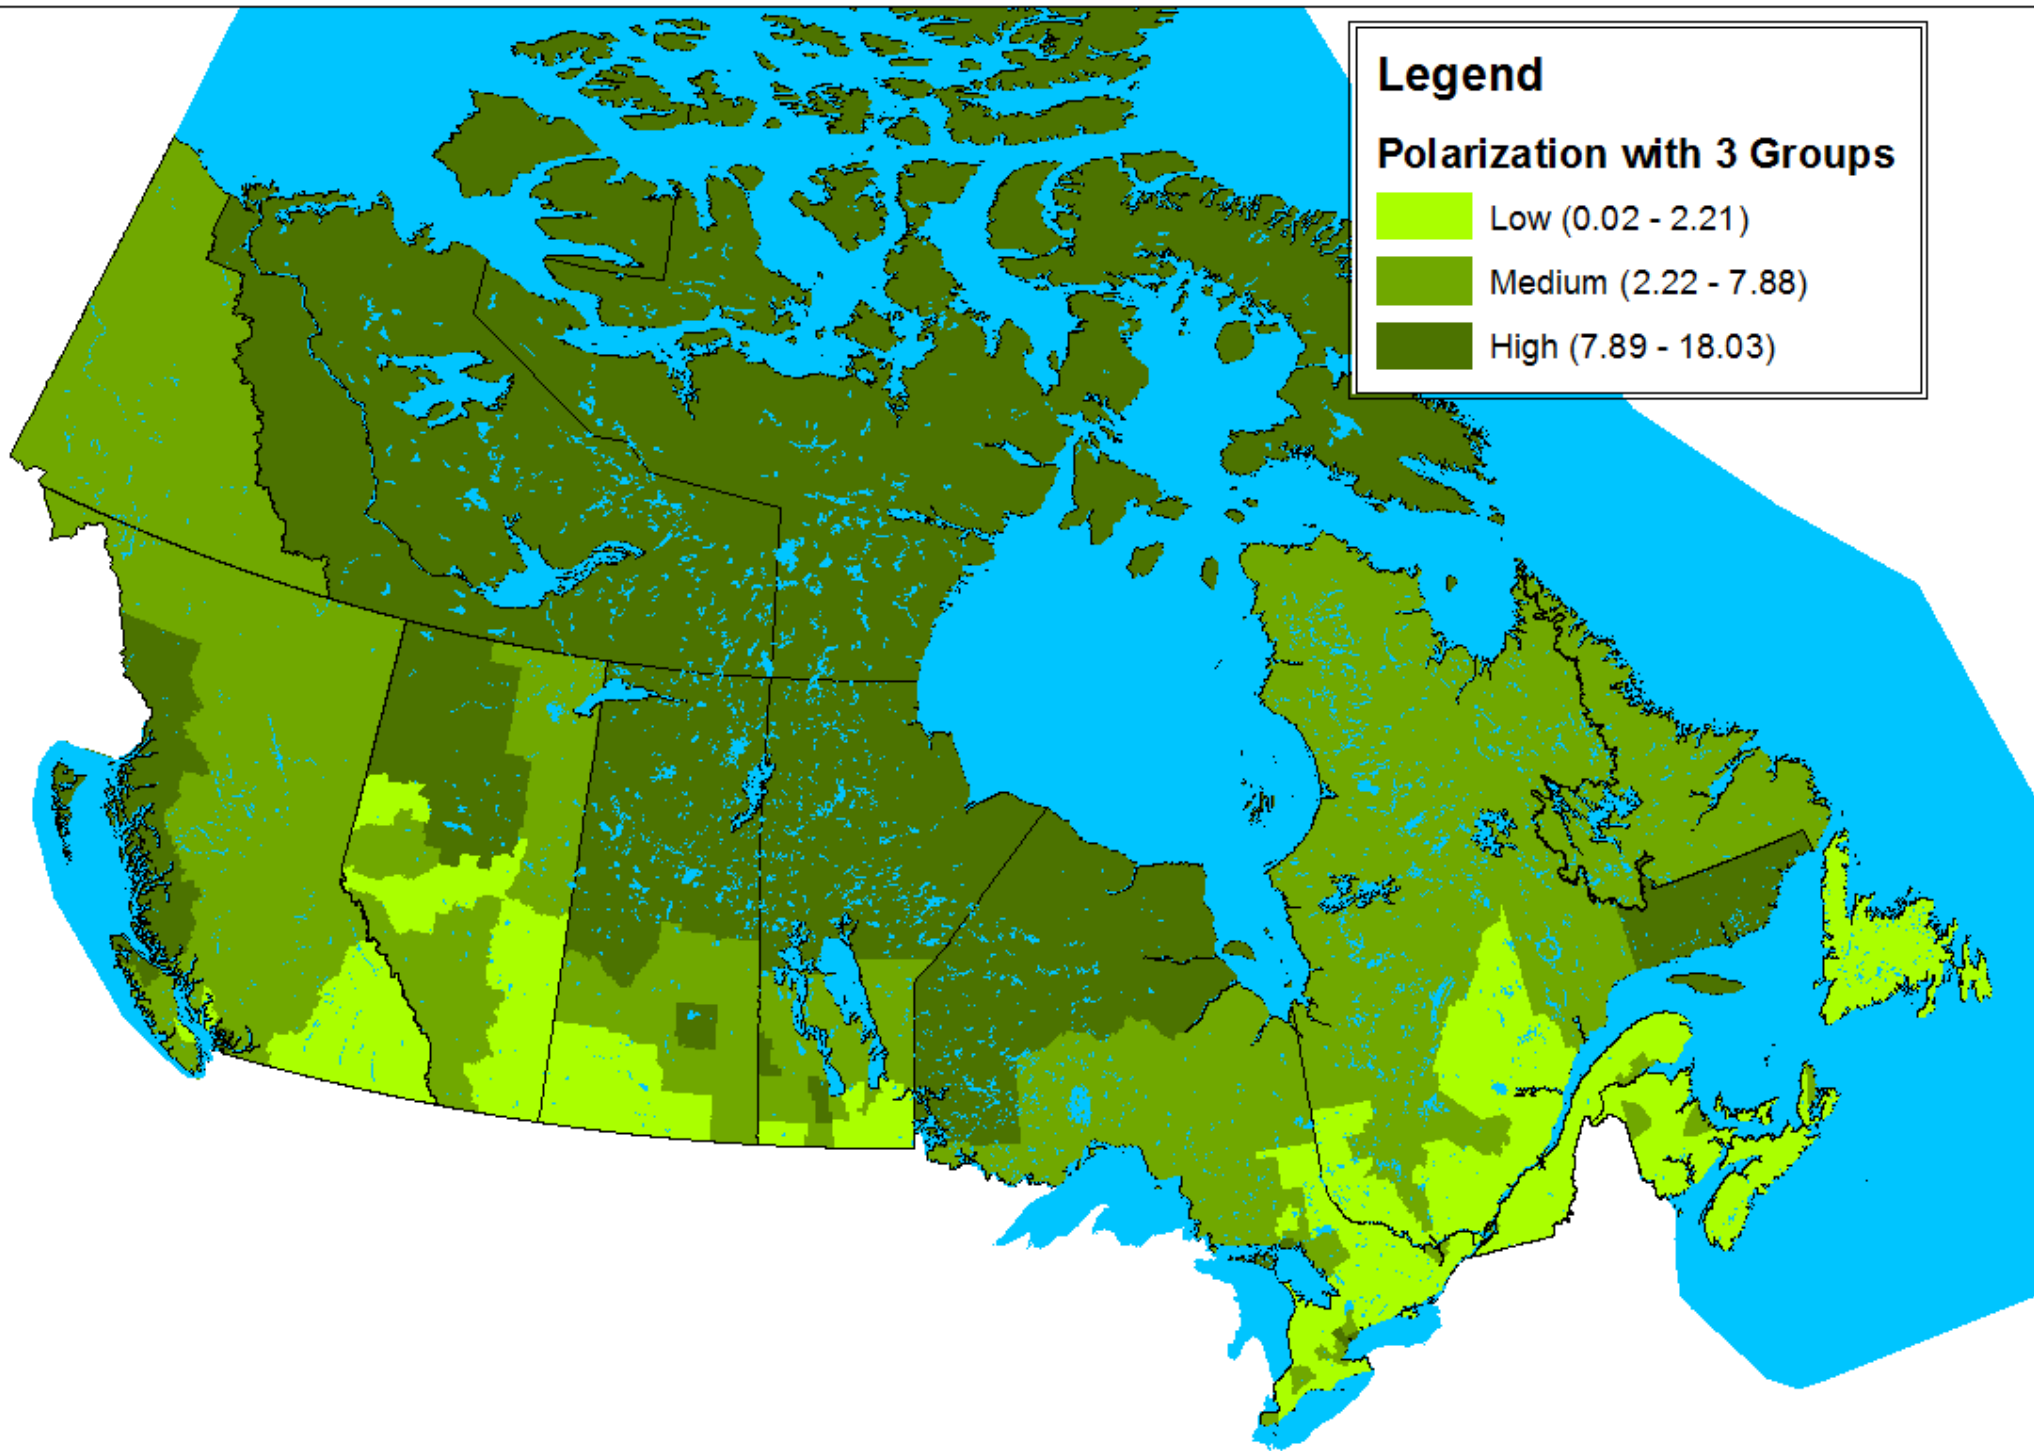 Legend
Polarization with 3 Groups
Low (0.02 - 2.21)
Medium (2.22 - 7.88)
High (7.89 - 18.03)